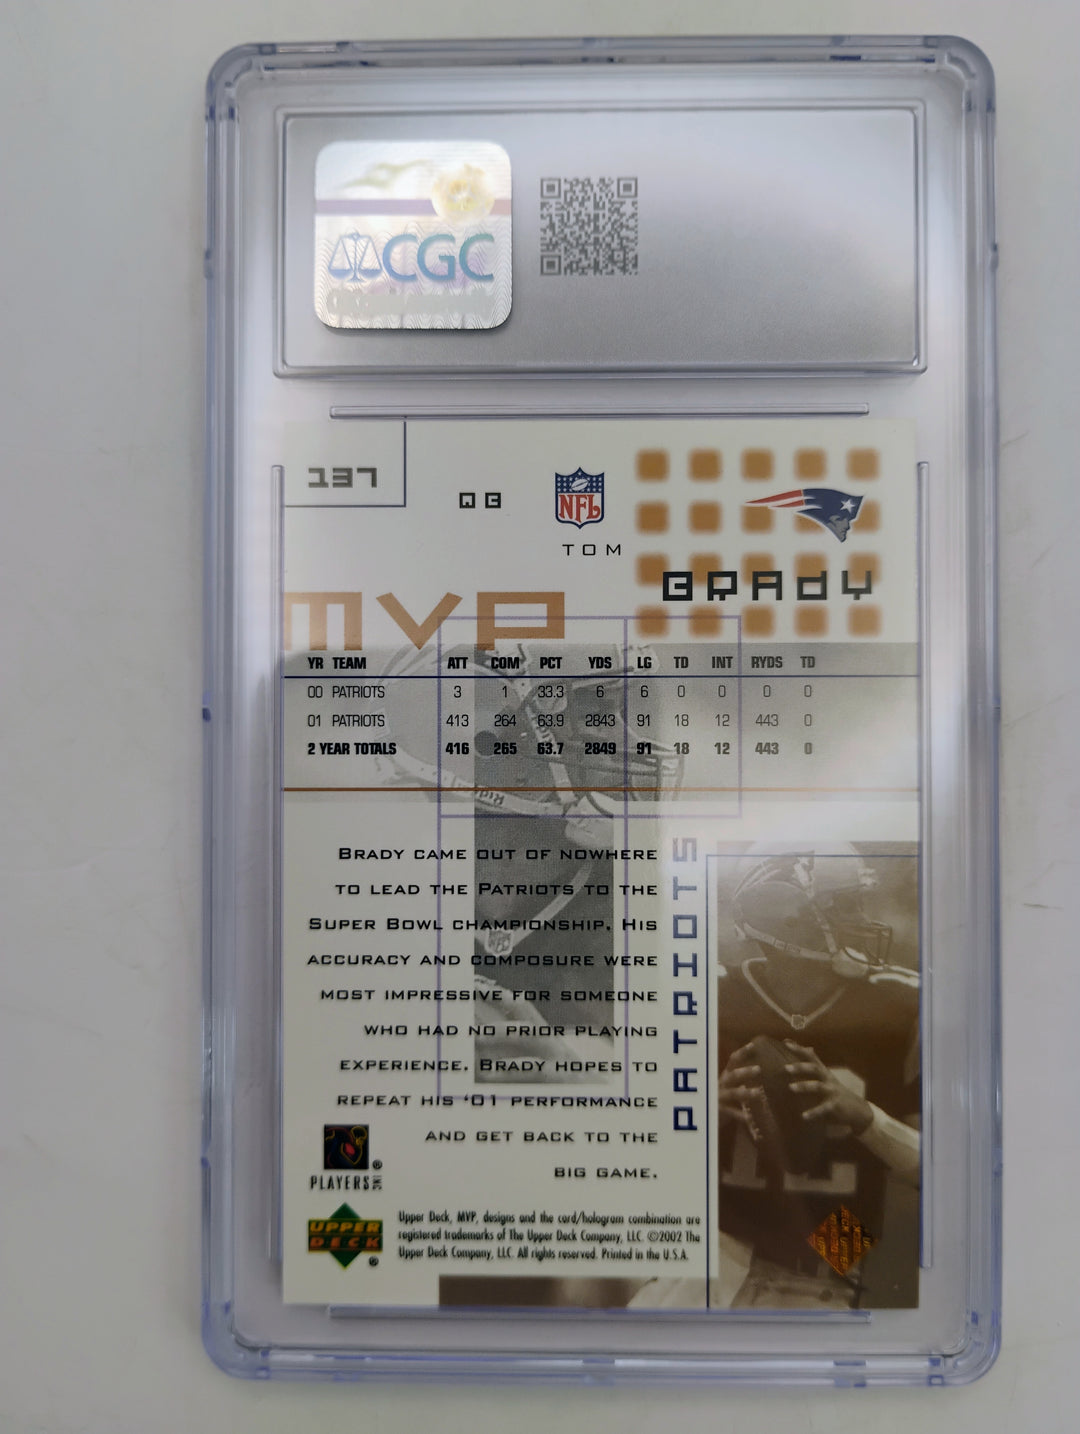 CGC
137
QB
NFL
TOM
BRADY
MVP
YR TEAM ATT COM PCT YDS LG TD INT RYDS TD
00 PATRIOTS 3 1 33.3 6 6 0 0 0 0
01 PATRIOTS 413 264 63.9 2843 91 18 12 443 0
2 YEAR TOTALS 416 265 63.7 2849 91 18 12 443 0
BRADY CAME OUT OF NOWHERE
TO LEAD THE PATRIOTS TO THE
SUPER BOWL CHAMPIONSHIP. HIS
ACCURACY AND COMPOSURE WERE
MOST IMPRESSIVE FOR SOMEONE
WHO HAD NO PRIOR PLAYING
EXPERIENCE. BRADY HOPES TO
REPEAT HIS '01 PERFORMANCE
AND GET BACK TO THE
BIG GAME.
PATRIOTS
PLAYERS INC ®
UPPER
DECK ®
Upper Deck, MVP, designs and the card/hologram combination are
registered trademarks of The Upper Deck Company, LLC. ©2002 The
Upper Deck Company, LLC. All rights reserved. Printed in the U.S.A.